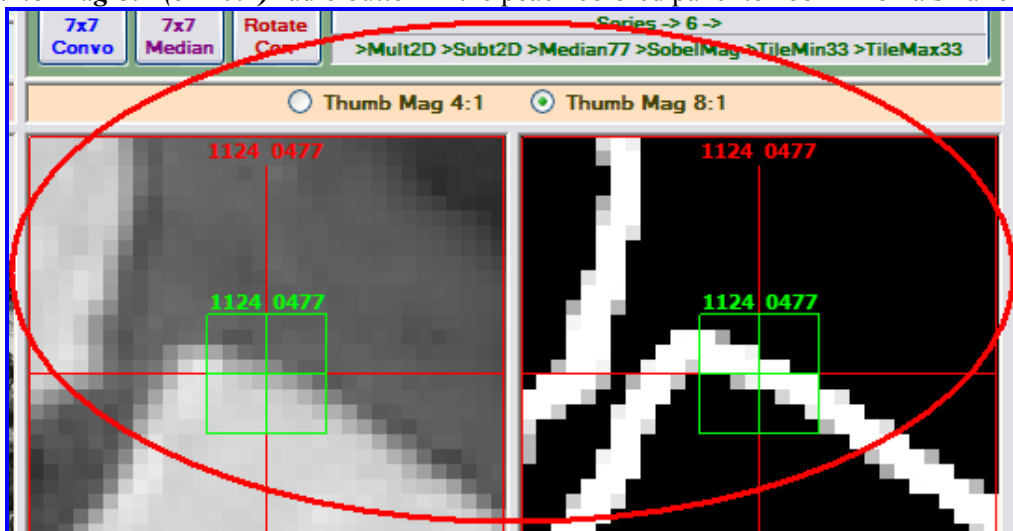 7x7 7x7 Rotate Series -> 6 ->
Convo Median Con >Mult2D >Subt2D >Median77 >SobelMag >TileMin33 >TileMax33
Thumb Mag 4:1 Thumb Mag 8:1
1124 0477 1124 0477
1124 0477 1124 0477